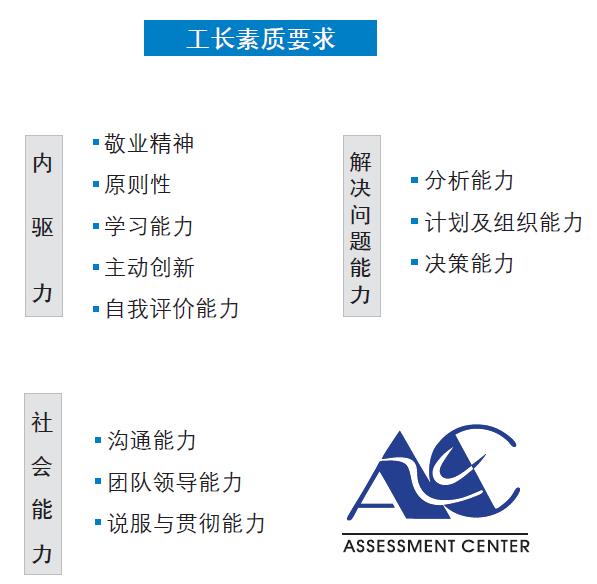 工长素质要求
内驱力
敬业精神
原则性
学习能力
主动创新
自我评价能力
解决问题能力
分析能力
计划及组织能力
决策能力
社会能力
沟通能力
团队领导能力
说服与贯彻能力
AC
ASSESSMENT CENTER